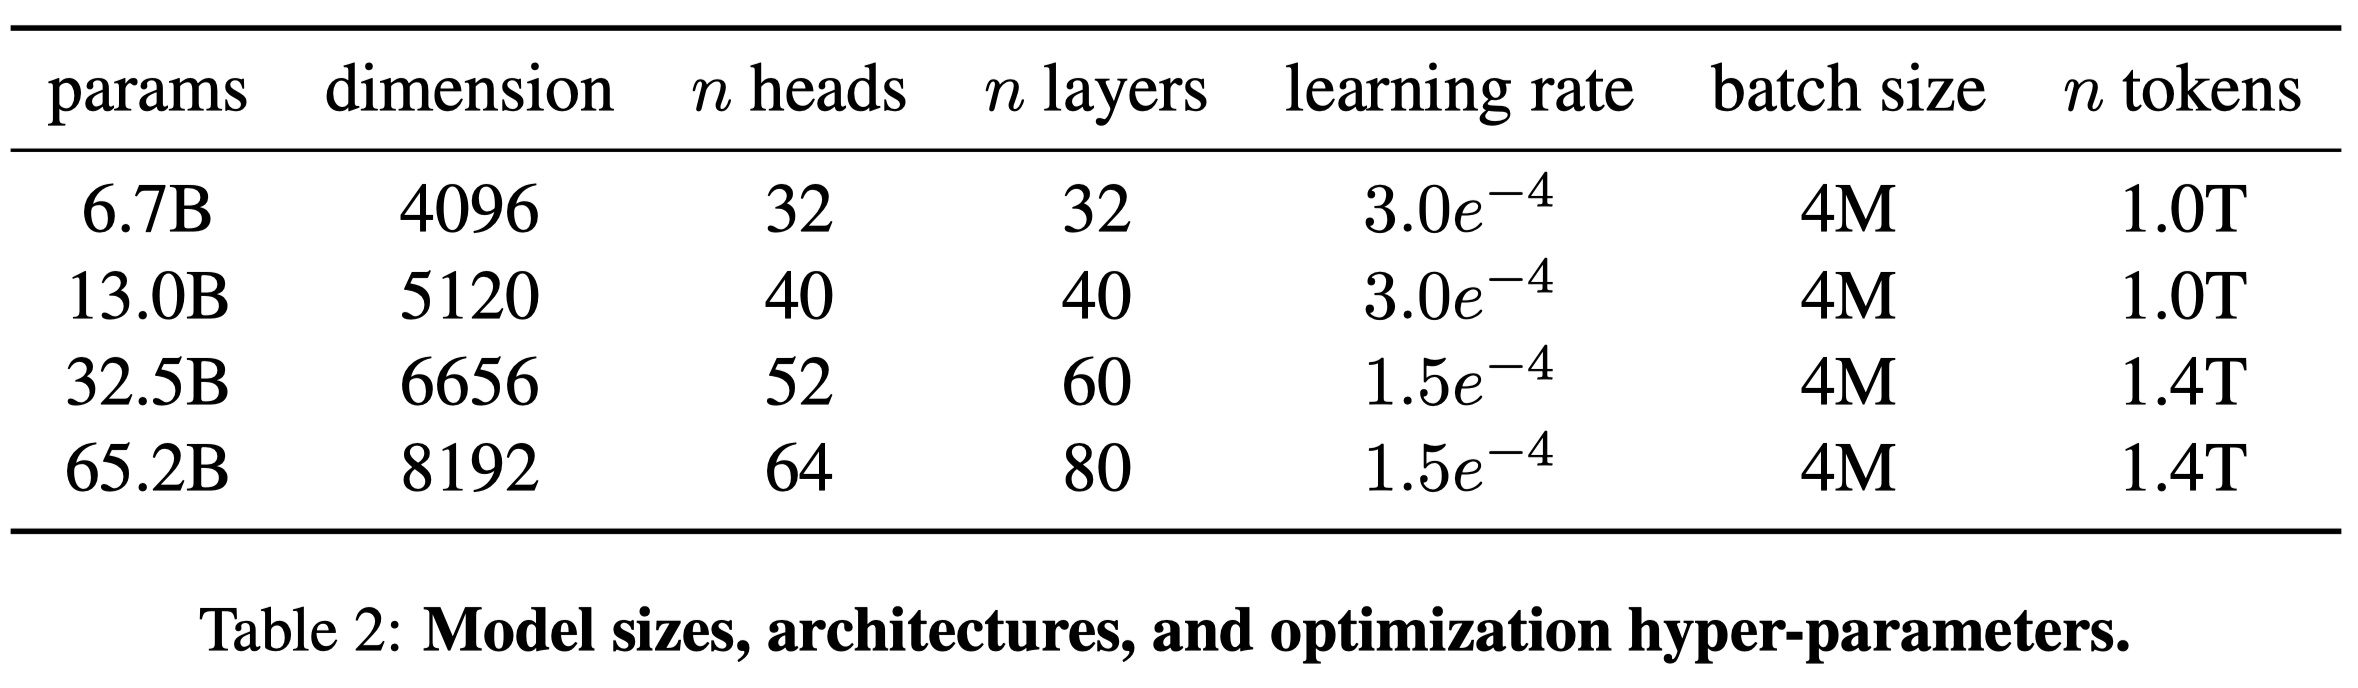 params dimension n heads n layers learning rate batch size n tokens
6.7B 4096 32 32 3.0e⁻⁴ 4M 1.0T
13.0B 5120 40 40 3.0e⁻⁴ 4M 1.0T
32.5B 6656 52 60 1.5e⁻⁴ 4M 1.4T
65.2B 8192 64 80 1.5e⁻⁴ 4M 1.4T
Table 2: Model sizes, architectures, and optimization hyper-parameters.